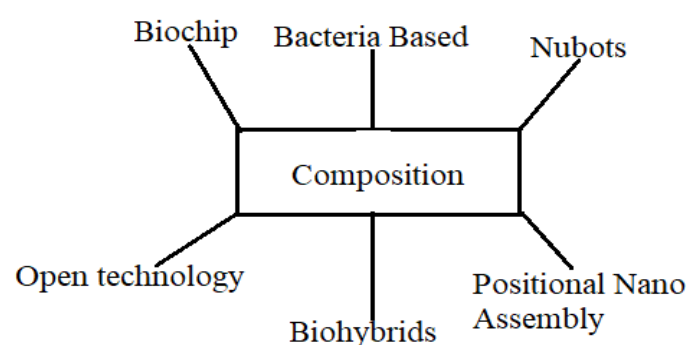 Biochip
Bacteria Based
Nubots
Composition
Open technology
Positional Nano
Assembly
Biohybrids